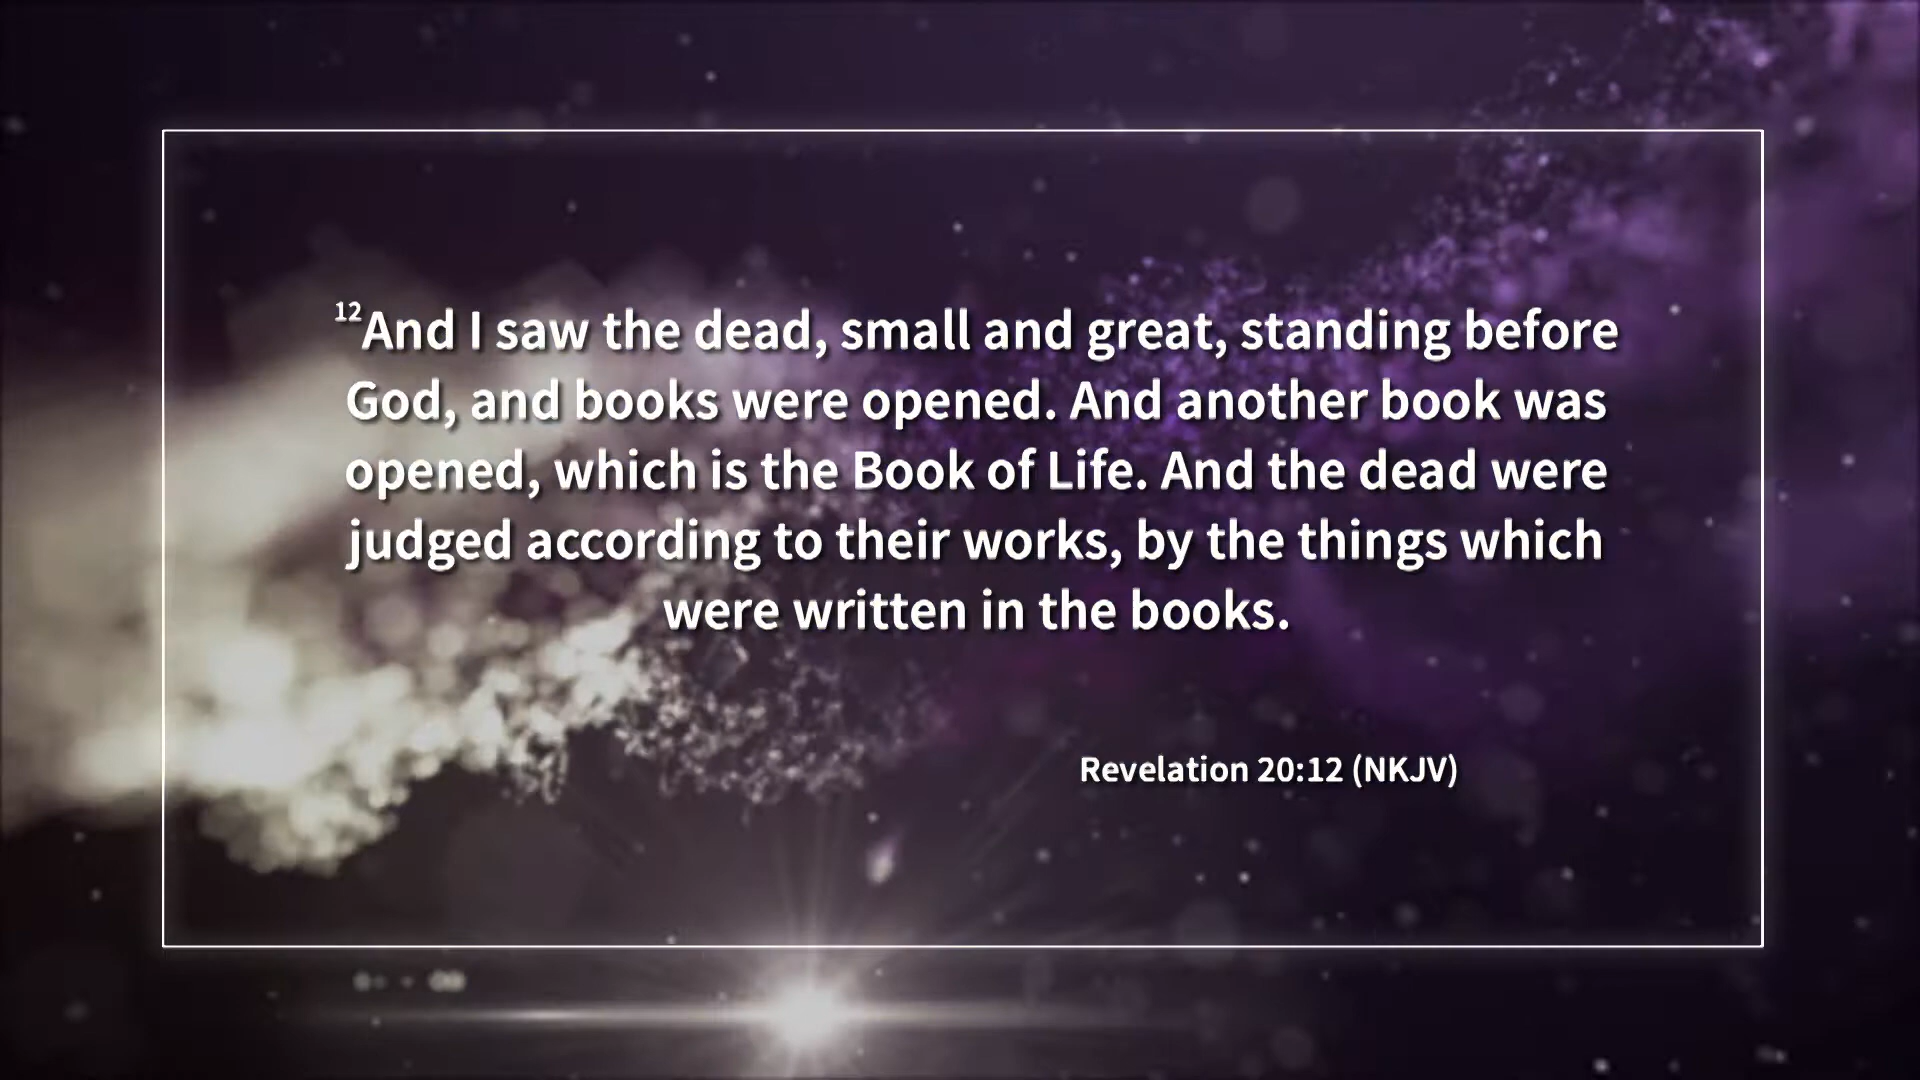 12And I saw the dead, small and great, standing before
God, and books were opened. And another book was
opened, which is the Book of Life. And the dead were
judged according to their works, by the things which
were written in the books.
Revelation 20:12 (NKJV)